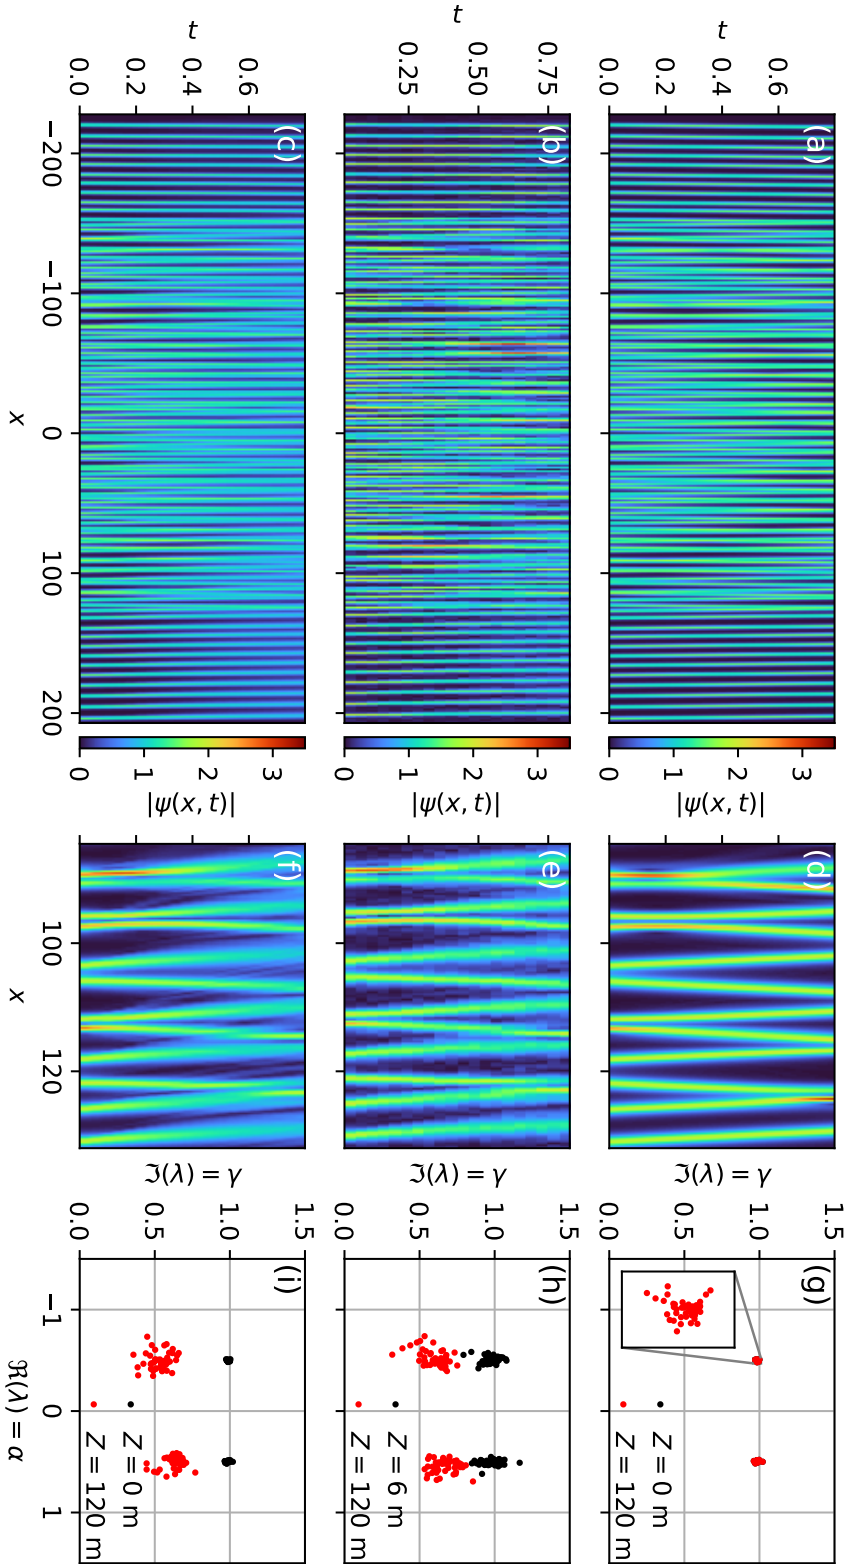 (a)
t
0.6
0.4
0.2
0.0
3
2
1
0
|ψ(x, t)|
(d)
(g)
ℑ(λ) = γ
1.5
1.0
0.5
0.0
Z = 0 m
Z = 120 m
(b)
t
0.75
0.50
0.25
3
2
1
0
|ψ(x, t)|
(e)
(h)
ℑ(λ) = γ
1.5
1.0
0.5
0.0
Z = 6 m
Z = 120 m
(c)
t
0.6
0.4
0.2
0.0
3
2
1
0
|ψ(x, t)|
(f)
(i)
ℑ(λ) = γ
1.5
1.0
0.5
0.0
Z = 0 m
Z = 120 m
−200 −100 0 100 200
x
100 120
x
−1 0 1
ℜ(λ) = α